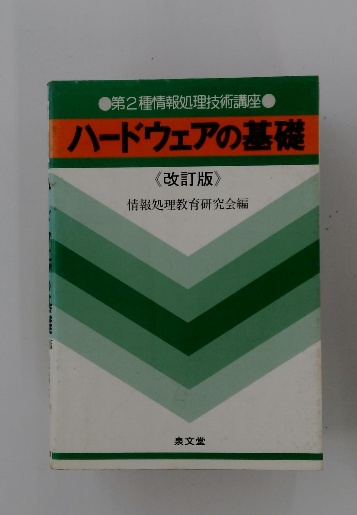 ●第2種情報処理技術講座●
ハードウェアの基礎
《改訂版》
情報処理教育研究会編
泉文堂